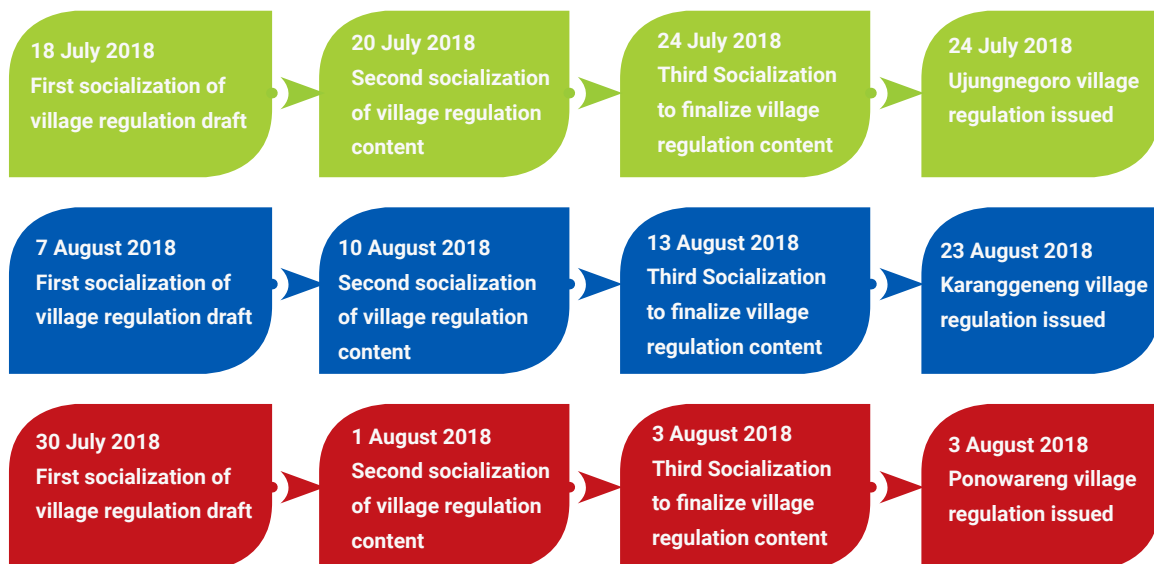 18 July 2018
First socialization of
village regulation draft
20 July 2018
Second socialization
of village regulation
content
24 July 2018
Third Socialization
to finalize village
regulation content
24 July 2018
Ujungnegoro village
regulation issued
7 August 2018
First socialization of
village regulation draft
10 August 2018
Second socialization
of village regulation
content
13 August 2018
Third Socialization
to finalize village
regulation content
23 August 2018
Karanggeneng village
regulation issued
30 July 2018
First socialization of
village regulation draft
1 August 2018
Second socialization
of village regulation
content
3 August 2018
Third Socialization
to finalize village
regulation content
3 August 2018
Ponowareng village
regulation issued